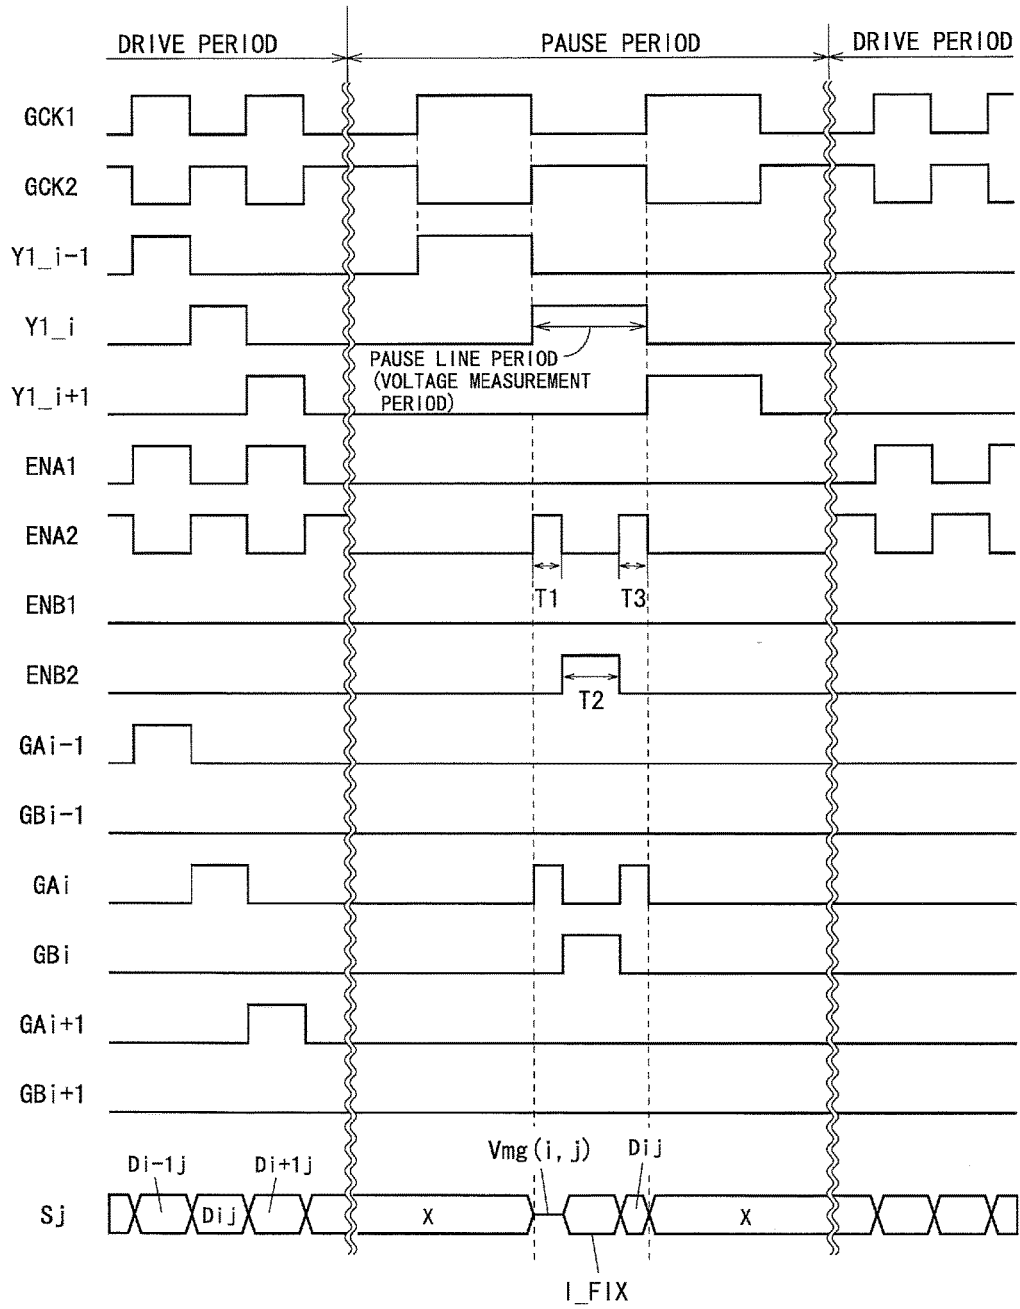 DRIVE PERIOD PAUSE PERIOD DRIVE PERIOD
GCK1
GCK2
Y1_i-1
Y1_i
PAUSE LINE PERIOD
(VOLTAGE MEASUREMENT
PERIOD)
Y1_i+1
ENA1
ENA2
T1 T3
ENB1
ENB2
T2
GAi-1
GBi-1
GAi
GBi
GAi+1
GBi+1
Di-1j Di+1j Vmg(i,j) Dij
Sj Dij X X
I_FIX